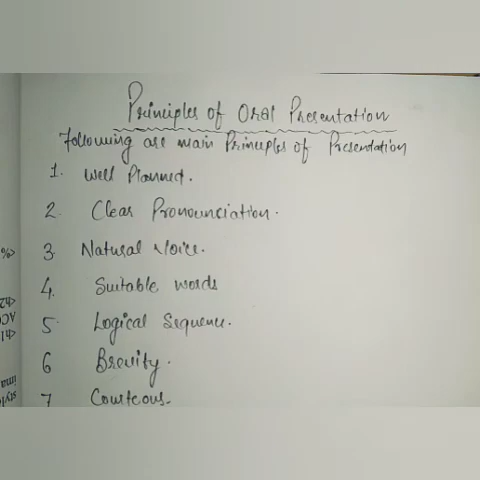 Principles of Oral Presentation
Following are main Principles of Presentation
1. Well Planned.
2. Clear Pronounciation.
3. Natural Voice.
4. Suitable words
5. Logical Sequence.
6 Brevity.
7 Courteous.